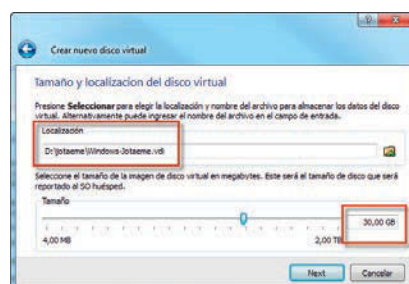 Crear nuevo disco virtual
Tamaño y localizacion del disco virtual
Presione Seleccionar para elegir la localización y nombre del archivo para almacenar los datos del disco
virtual. Alternativamente puede ingresar el nombre del archivo en el campo de entrada.
Localización
D:\Jotaeme\Windows-Jotaeme.vdi
Seleccione el tamaño de la imagen de disco virtual en megabytes. Este será el tamaño de disco que será
reportado al SO huésped.
Tamaño
30,00 GB
4,00 MB 2,00 TB
Next Cancelar